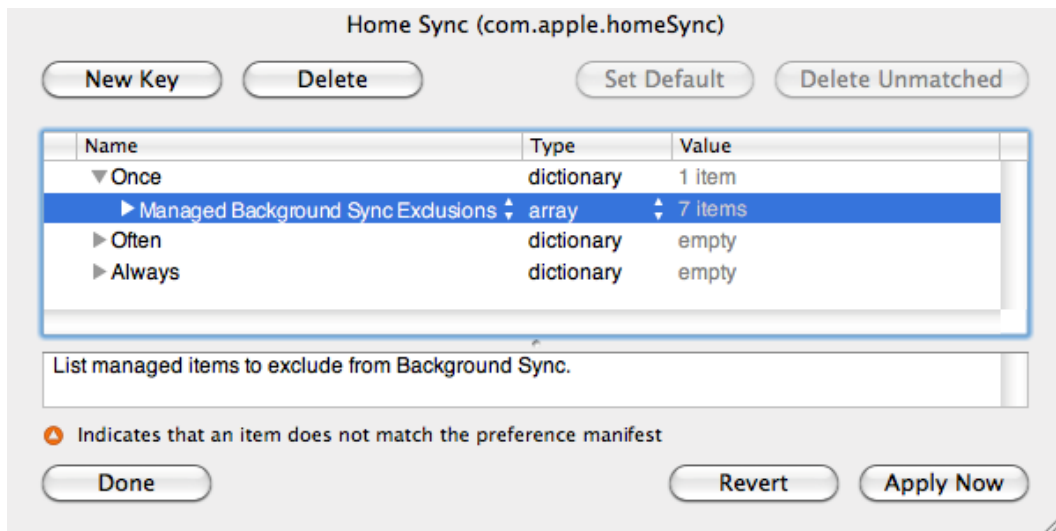 Home Sync (com.apple.homeSync)
New Key Delete Set Default Delete Unmatched
Name Type Value
Once dictionary 1 item
Managed Background Sync Exclusions array 7 items
Often dictionary empty
Always dictionary empty
List managed items to exclude from Background Sync.
Indicates that an item does not match the preference manifest
Done Revert Apply Now